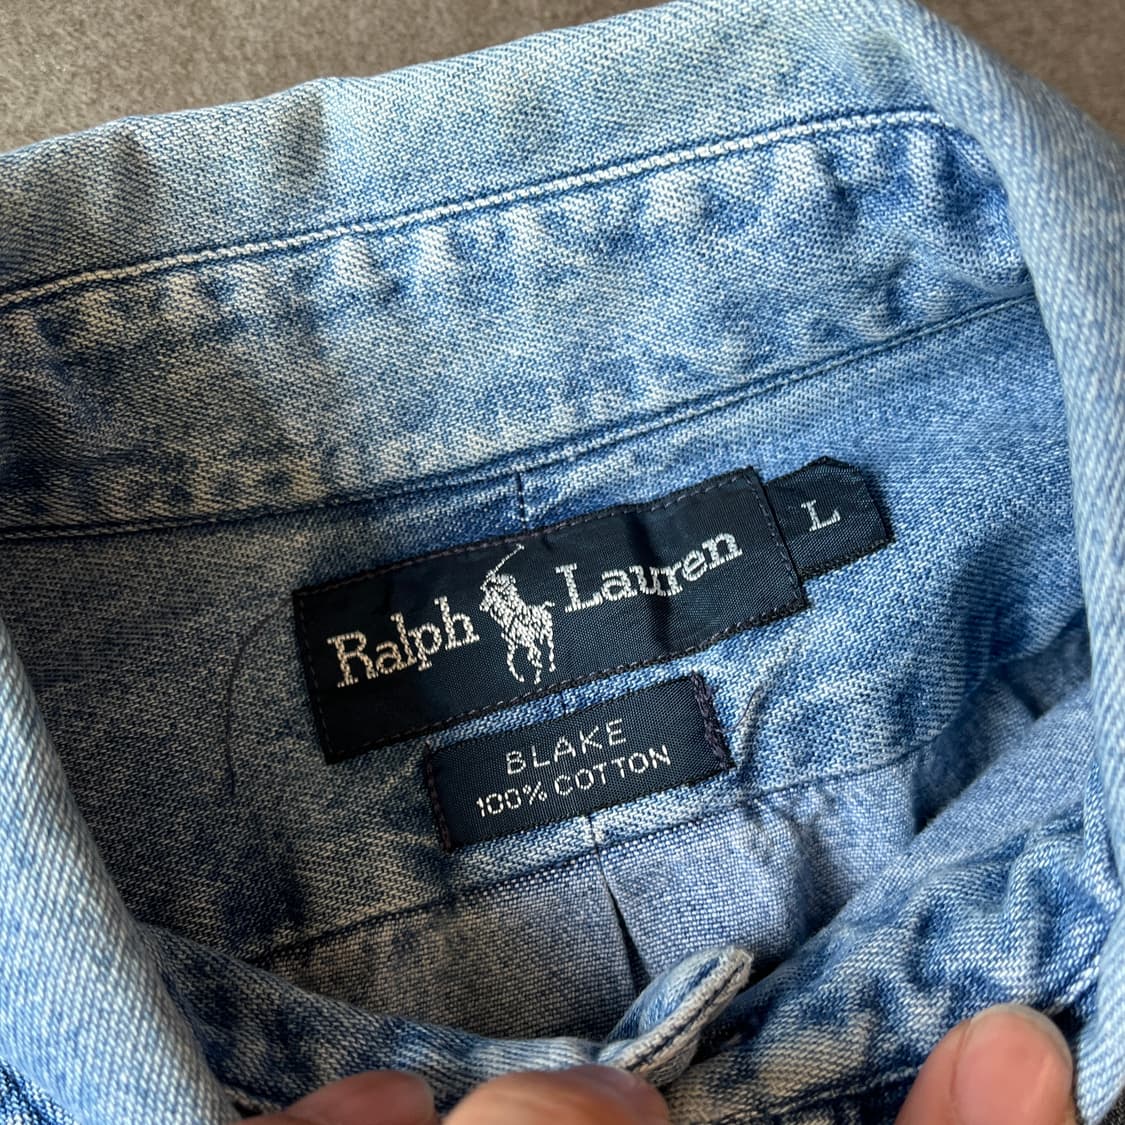 Ralph Lauren
L
BLAKE
100% COTTON